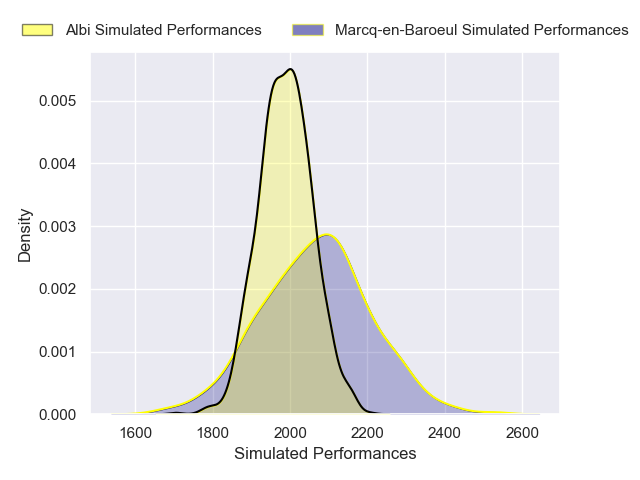 Albi Simulated Performances
Marcq-en-Baroeul Simulated Performances
0.005
0.004
0.003
0.002
0.001
0.000
Density
1600 1800 2000 2200 2400 2600
Simulated Performances